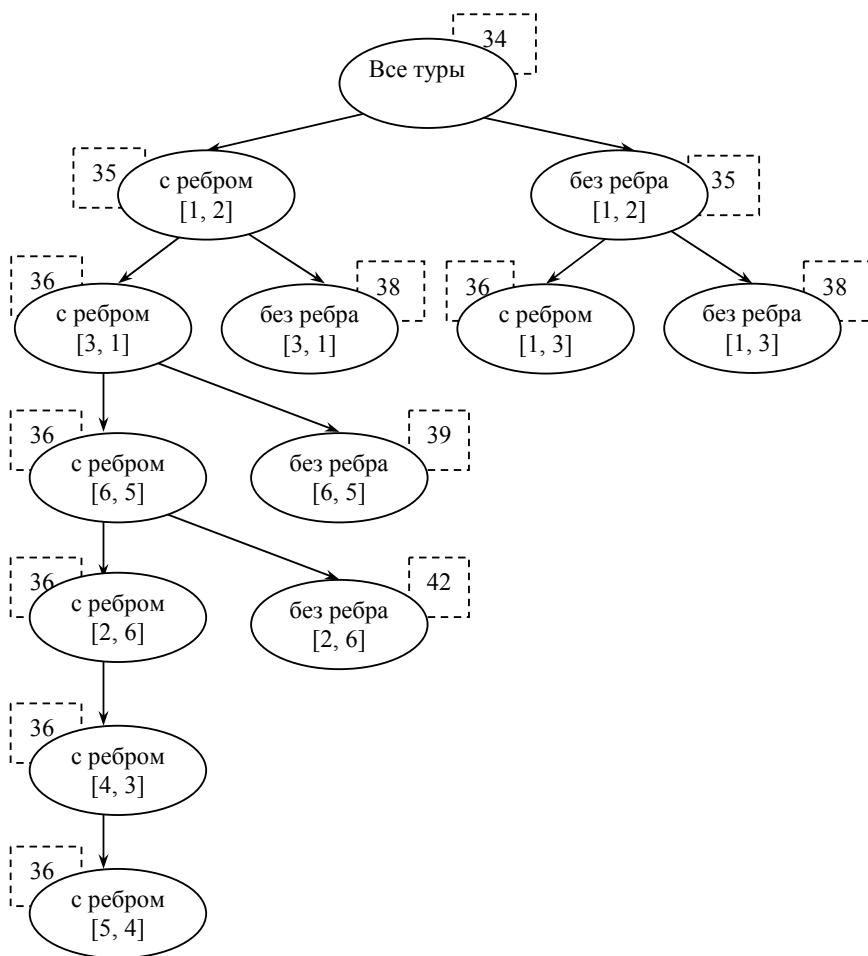 34
Все туры
35
с ребром
[1, 2]
без ребра
[1, 2]
35
36
с ребром
[3, 1]
38
без ребра
[3, 1]
36
с ребром
[1, 3]
38
без ребра
[1, 3]
36
с ребром
[6, 5]
39
без ребра
[6, 5]
36
с ребром
[2, 6]
42
без ребра
[2, 6]
36
с ребром
[4, 3]
36
с ребром
[5, 4]